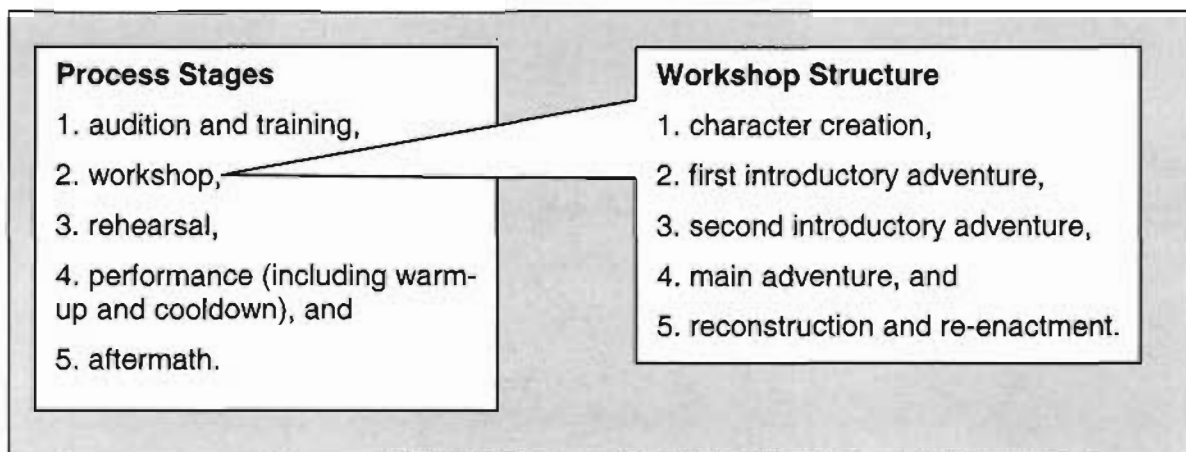 Process Stages
1. audition and training,
2. workshop,
3. rehearsal,
4. performance (including warm-
up and cooldown), and
5. aftermath.
Workshop Structure
1. character creation,
2. first introductory adventure,
3. second introductory adventure,
4. main adventure, and
5. reconstruction and re-enactment.